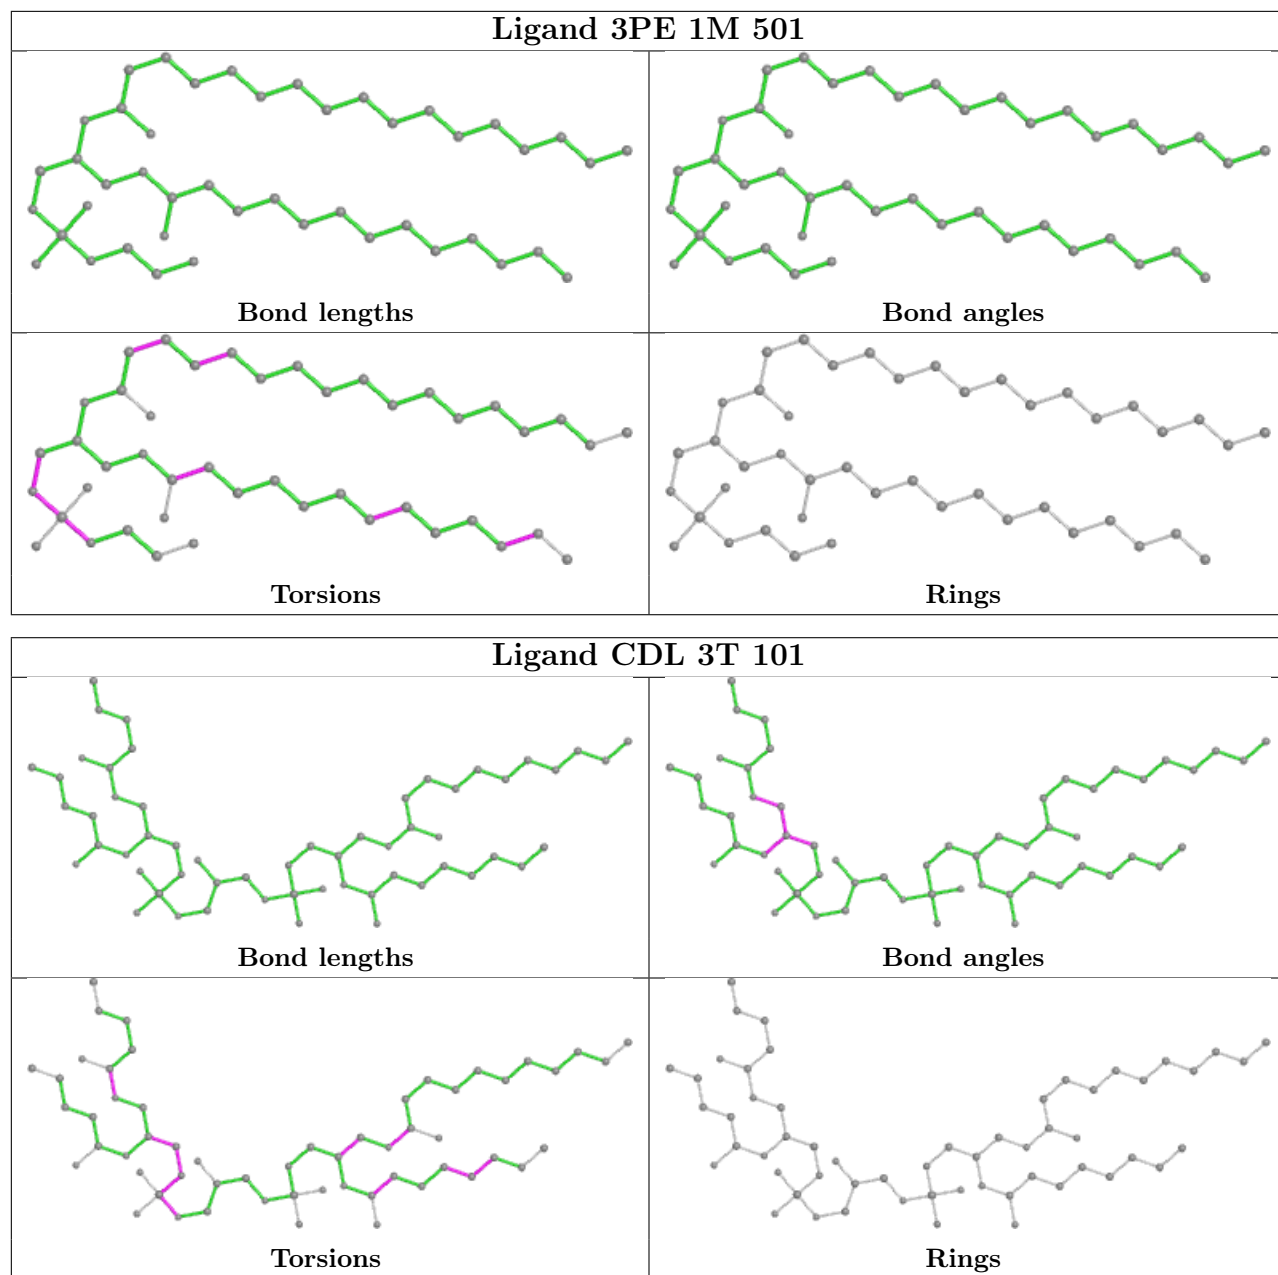 Ligand 3PE 1M 501
Bond lengths
Bond angles
Torsions
Rings
Ligand CDL 3T 101
Bond lengths
Bond angles
Torsions
Rings